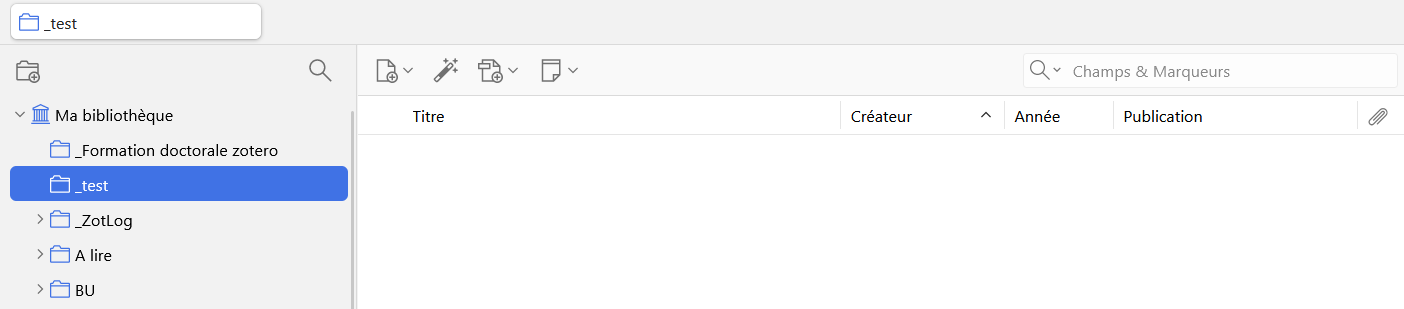 _test
Champs & Marqueurs
Ma bibliothèque
Titre
Créateur
Année
Publication
_Formation doctorale zotero
_test
_ZotLog
A lire
BU